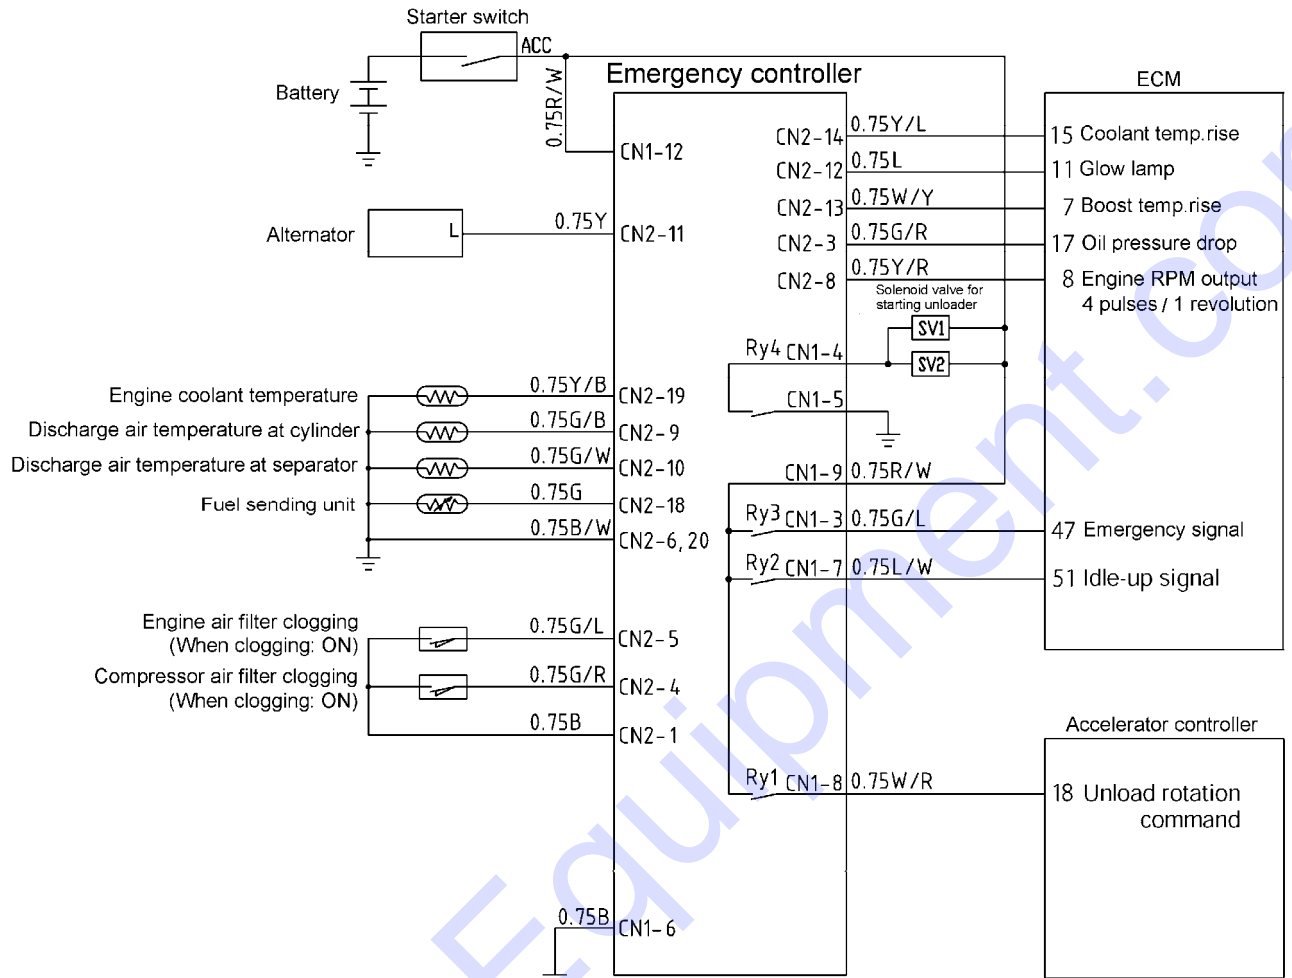 Starter switch
ACC
0.75R/W
Battery
Emergency controller
ECM
CN1-12
CN2-14 0.75Y/L 15 Coolant temp.rise
CN2-12 0.75L 11 Glow lamp
CN2-13 0.75W/Y 7 Boost temp.rise
Alternator L 0.75Y CN2-11
CN2-3 0.75G/R 17 Oil pressure drop
CN2-8 0.75Y/R 8 Engine RPM output
4 pulses / 1 revolution
Solenoid valve for
starting unloader
SV1
Ry4 CN1-4 SV2
CN1-5
Engine coolant temperature 0.75Y/B CN2-19
Discharge air temperature at cylinder 0.75G/B CN2-9
Discharge air temperature at separator 0.75G/W CN2-10
Fuel sending unit 0.75G CN2-18
0.75B/W CN2-6,20
CN1-9 0.75R/W
Ry3 CN1-3 0.75G/L 47 Emergency signal
Ry2 CN1-7 0.75L/W 51 Idle-up signal
Engine air filter clogging
(When clogging: ON)
0.75G/L CN2-5
Compressor air filter clogging
(When clogging: ON)
0.75G/R CN2-4
0.75B CN2-1
Accelerator controller
Ry1 CN1-8 0.75W/R 18 Unload rotation
command
0.75B CN1-6
Equipment.com